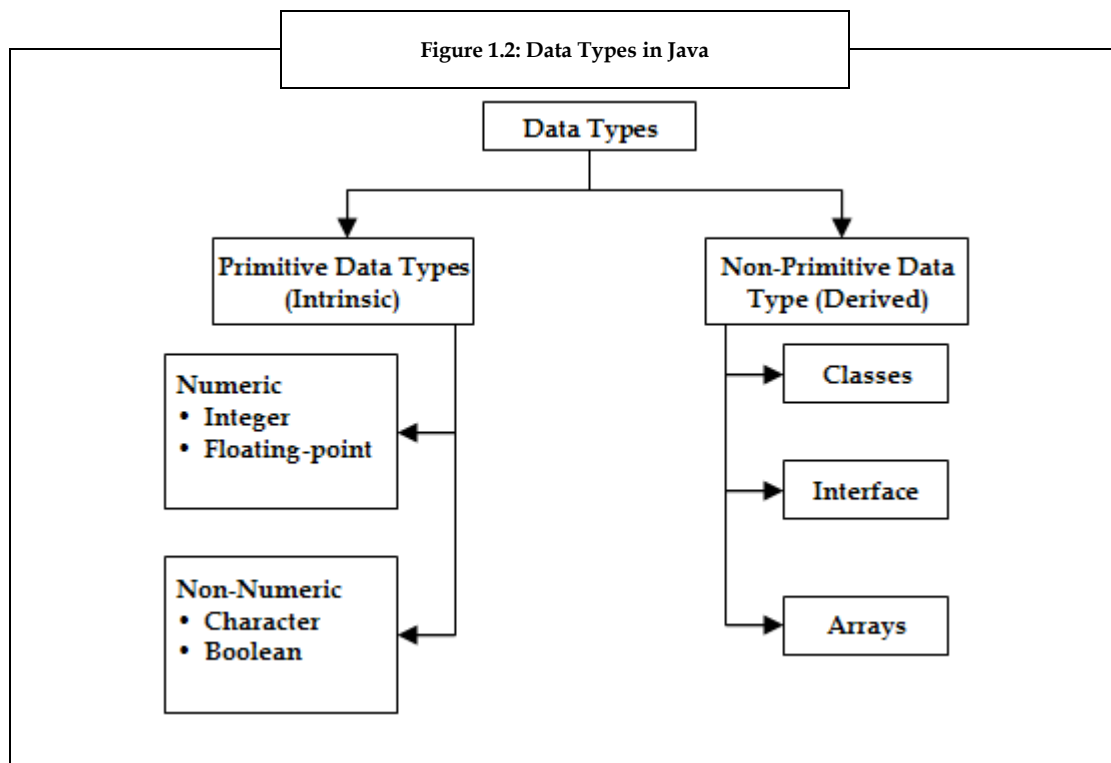 Figure 1.2: Data Types in Java
Data Types
Primitive Data Types
(Intrinsic)
Numeric
• Integer
• Floating-point
Non-Numeric
• Character
• Boolean
Non-Primitive Data
Type (Derived)
Classes
Interface
Arrays